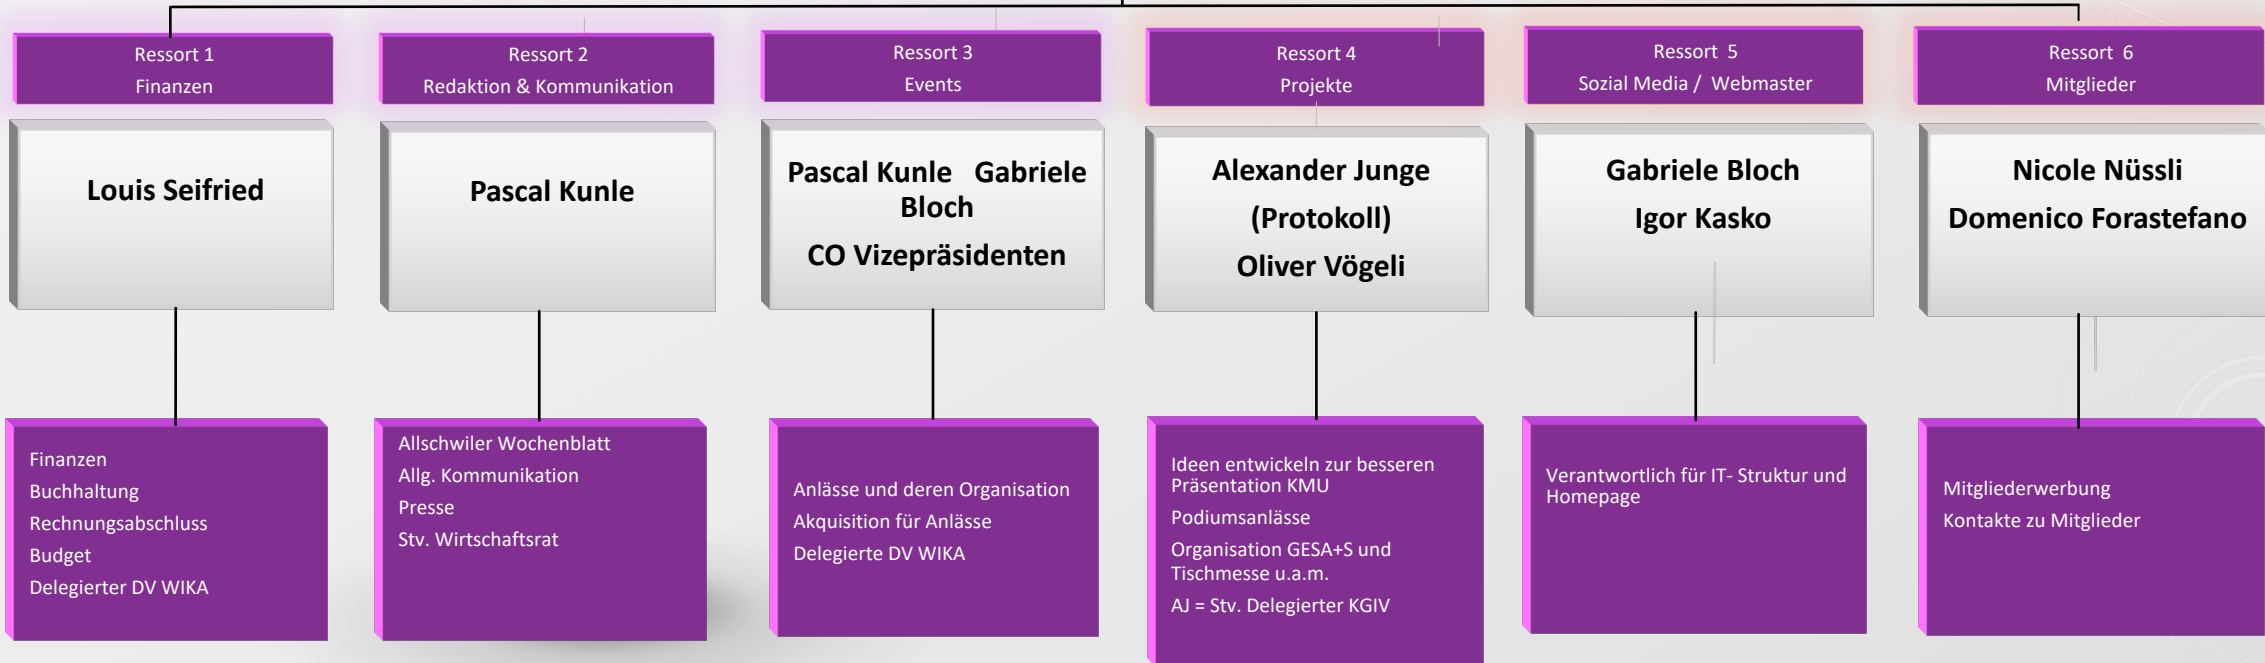 Ressort 1
Finanzen
Louis Seifried
Finanzen
Buchhaltung
Rechnungsabschluss
Budget
Delegierter DV WIKA
Ressort 2
Redaktion & Kommunikation
Pascal Kunle
Allschwiler Wochenblatt
Allg. Kommunikation
Presse
Stv. Wirtschaftsrat
Ressort 3
Events
Pascal Kunle Gabriele
Bloch
CO Vizepräsidenten
Anlässe und deren Organisation
Akquisition für Anlässe
Delegierte DV WIKA
Ressort 4
Projekte
Alexander Junge
(Protokoll)
Oliver Vögeli
Ideen entwickeln zur besseren
Präsentation KMU
Podiumsanlässe
Organisation GESA+S und
Tischmesse u.a.m.
AJ = Stv. Delegierter KGIV
Ressort 5
Sozial Media / Webmaster
Gabriele Bloch
Igor Kasko
Verantwortlich für IT- Struktur und
Homepage
Ressort 6
Mitglieder
Nicole Nüssli
Domenico Forastefano
Mitgliederwerbung
Kontakte zu Mitglieder